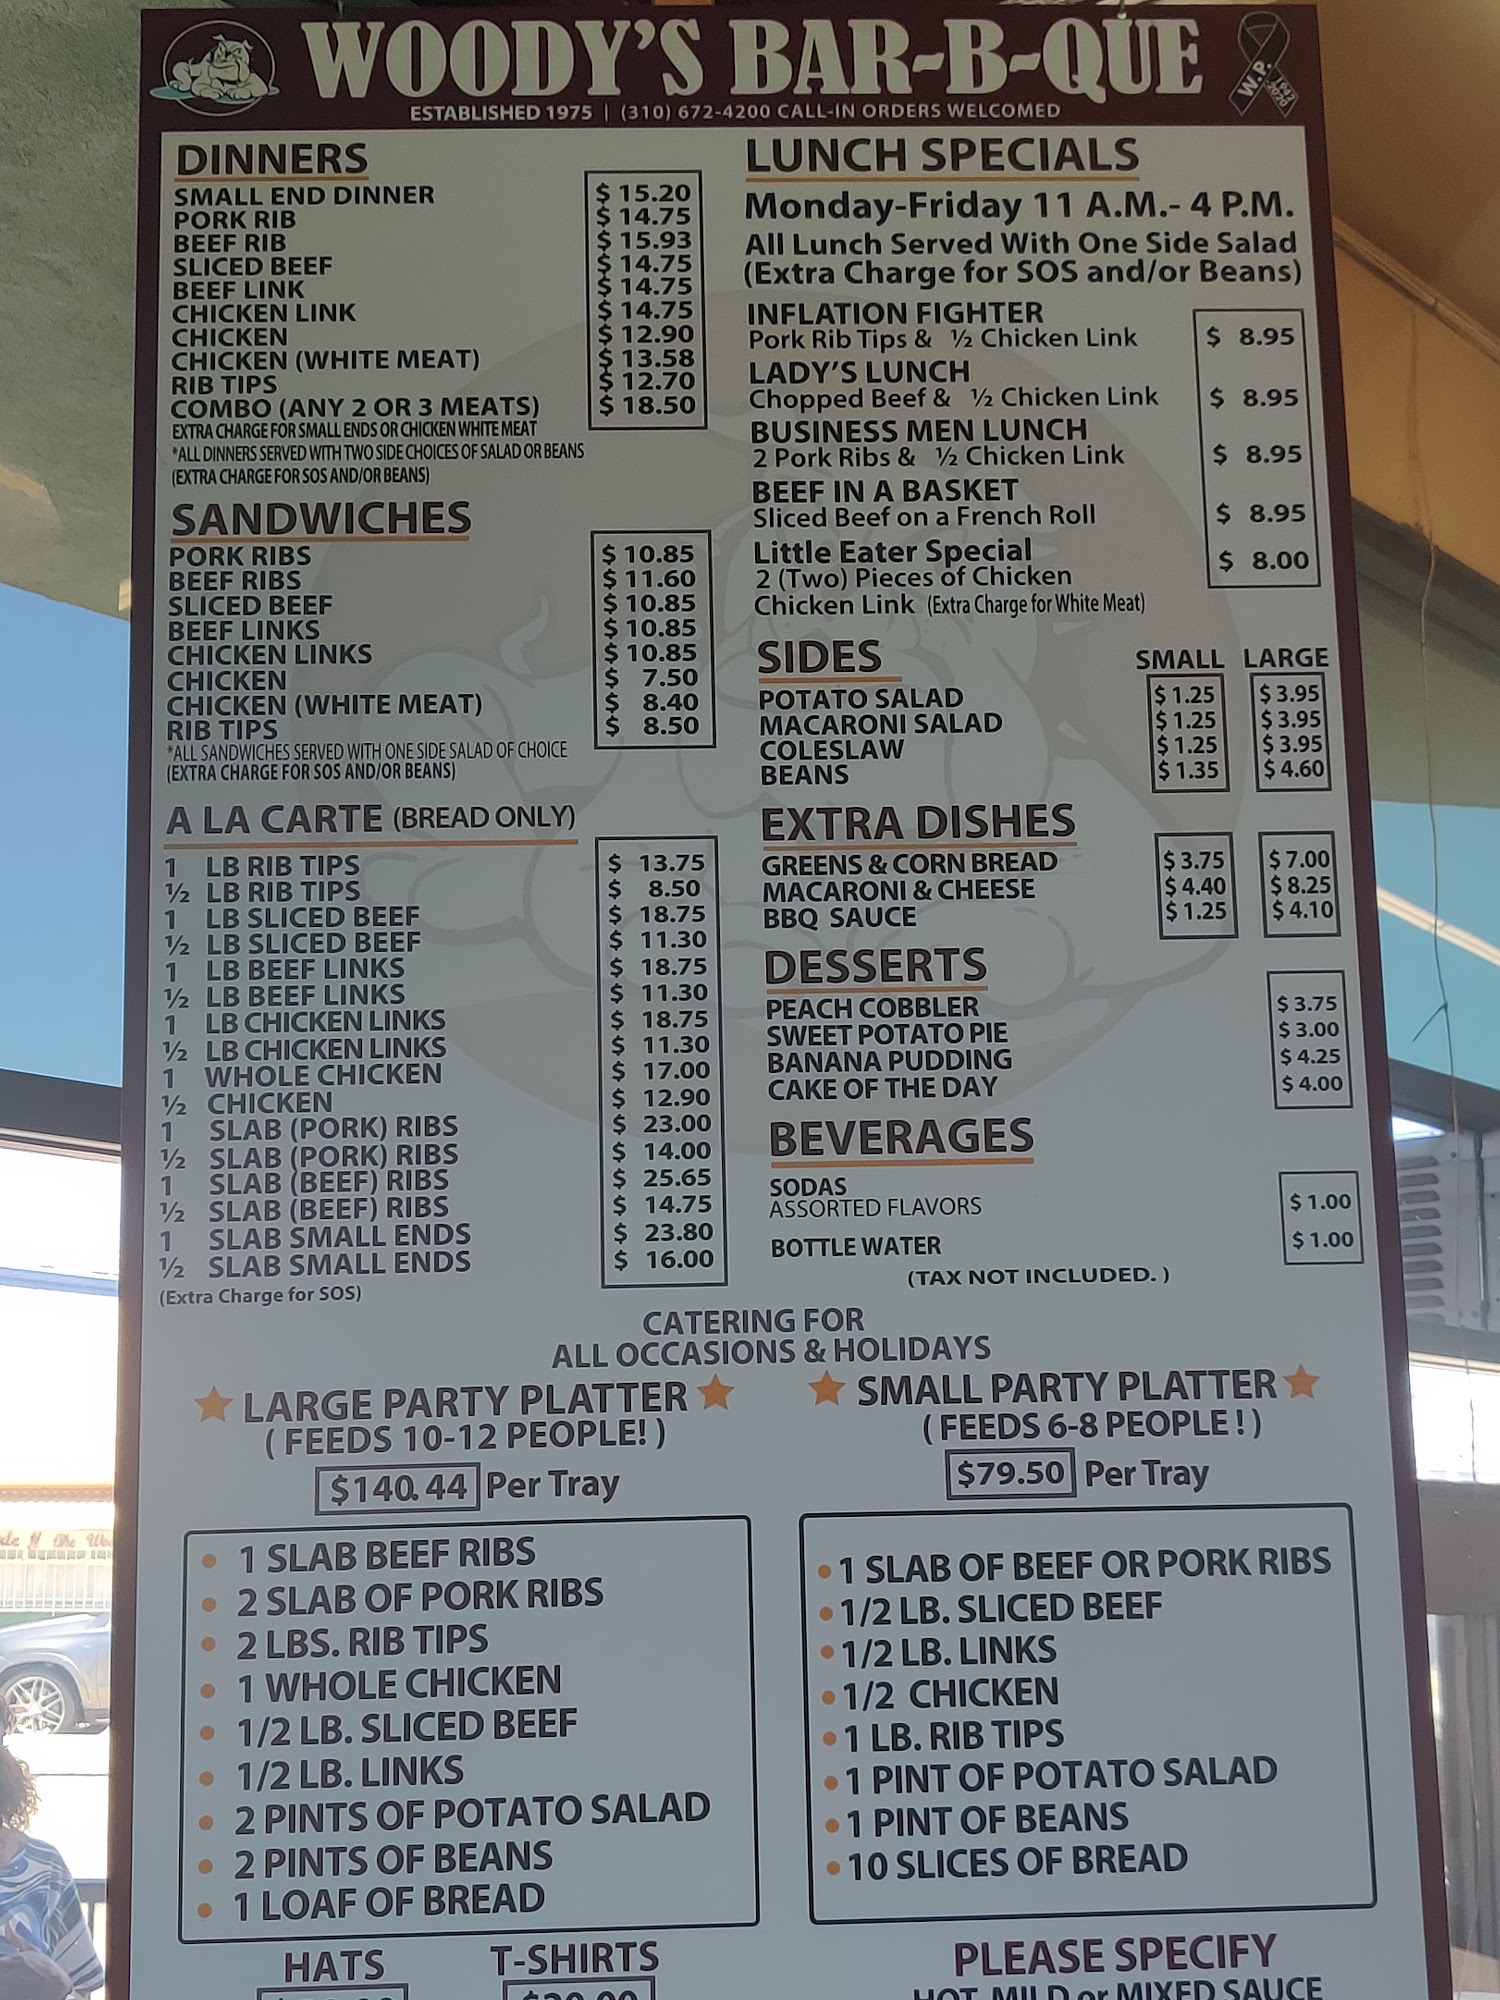 WOODY'S BAR-B-QUE
W.P. 1942 2020
ESTABLISHED 1975 | (310) 672-4200 CALL-IN ORDERS WELCOMED
DINNERS
SMALL END DINNER $ 15.20
PORK RIB $ 14.75
BEEF RIB $ 15.93
SLICED BEEF $ 14.75
BEEF LINK $ 14.75
CHICKEN LINK $ 14.75
CHICKEN $ 12.90
CHICKEN (WHITE MEAT) $ 13.58
RIB TIPS $ 12.70
COMBO (ANY 2 OR 3 MEATS) $ 18.50
EXTRA CHARGE FOR SMALL ENDS OR CHICKEN WHITE MEAT
*ALL DINNERS SERVED WITH TWO SIDE CHOICES OF SALAD OR BEANS
(EXTRA CHARGE FOR SOS AND/OR BEANS)
SANDWICHES
PORK RIBS $ 10.85
BEEF RIBS $ 11.60
SLICED BEEF $ 10.85
BEEF LINKS $ 10.85
CHICKEN LINKS $ 10.85
CHICKEN $ 7.50
CHICKEN (WHITE MEAT) $ 8.40
RIB TIPS $ 8.50
*ALL SANDWICHES SERVED WITH ONE SIDE SALAD OF CHOICE
(EXTRA CHARGE FOR SOS AND/OR BEANS)
A LA CARTE (BREAD ONLY)
1 LB RIB TIPS $ 13.75
½ LB RIB TIPS $ 8.50
1 LB SLICED BEEF $ 18.75
½ LB SLICED BEEF $ 11.30
1 LB BEEF LINKS $ 18.75
½ LB BEEF LINKS $ 11.30
1 LB CHICKEN LINKS $ 18.75
½ LB CHICKEN LINKS $ 11.30
1 WHOLE CHICKEN $ 17.00
½ CHICKEN $ 12.90
1 SLAB (PORK) RIBS $ 23.00
½ SLAB (PORK) RIBS $ 14.00
1 SLAB (BEEF) RIBS $ 25.65
½ SLAB (BEEF) RIBS $ 14.75
1 SLAB SMALL ENDS $ 23.80
½ SLAB SMALL ENDS $ 16.00
(Extra Charge for SOS)
LUNCH SPECIALS
Monday-Friday 11 A.M.- 4 P.M.
All Lunch Served With One Side Salad
(Extra Charge for SOS and/or Beans)
INFLATION FIGHTER
Pork Rib Tips & ½ Chicken Link $ 8.95
LADY'S LUNCH
Chopped Beef & ½ Chicken Link $ 8.95
BUSINESS MEN LUNCH
2 Pork Ribs & ½ Chicken Link $ 8.95
BEEF IN A BASKET
Sliced Beef on a French Roll $ 8.95
Little Eater Special $ 8.00
2 (Two) Pieces of Chicken
Chicken Link (Extra Charge for White Meat)
SIDES SMALL LARGE
POTATO SALAD $ 1.25 $ 3.95
MACARONI SALAD $ 1.25 $ 3.95
COLESLAW $ 1.25 $ 3.95
BEANS $ 1.35 $ 4.60
EXTRA DISHES
GREENS & CORN BREAD $ 3.75 $ 7.00
MACARONI & CHEESE $ 4.40 $ 8.25
BBQ SAUCE $ 1.25 $ 4.10
DESSERTS
PEACH COBBLER $ 3.75
SWEET POTATO PIE $ 3.00
BANANA PUDDING $ 4.25
CAKE OF THE DAY $ 4.00
BEVERAGES
SODAS
ASSORTED FLAVORS $ 1.00
BOTTLE WATER $ 1.00
(TAX NOT INCLUDED. )
CATERING FOR
ALL OCCASIONS & HOLIDAYS
LARGE PARTY PLATTER
( FEEDS 10-12 PEOPLE! )
$140.44 Per Tray
• 1 SLAB BEEF RIBS
• 2 SLAB OF PORK RIBS
• 2 LBS. RIB TIPS
• 1 WHOLE CHICKEN
• 1/2 LB. SLICED BEEF
• 1/2 LB. LINKS
• 2 PINTS OF POTATO SALAD
• 2 PINTS OF BEANS
• 1 LOAF OF BREAD
SMALL PARTY PLATTER
( FEEDS 6-8 PEOPLE ! )
$79.50 Per Tray
• 1 SLAB OF BEEF OR PORK RIBS
• 1/2 LB. SLICED BEEF
• 1/2 LB. LINKS
• 1/2 CHICKEN
• 1 LB. RIB TIPS
• 1 PINT OF POTATO SALAD
• 1 PINT OF BEANS
• 10 SLICES OF BREAD
HATS T-SHIRTS
$20.00
PLEASE SPECIFY
HOT, MILD or MIXED SAUCE